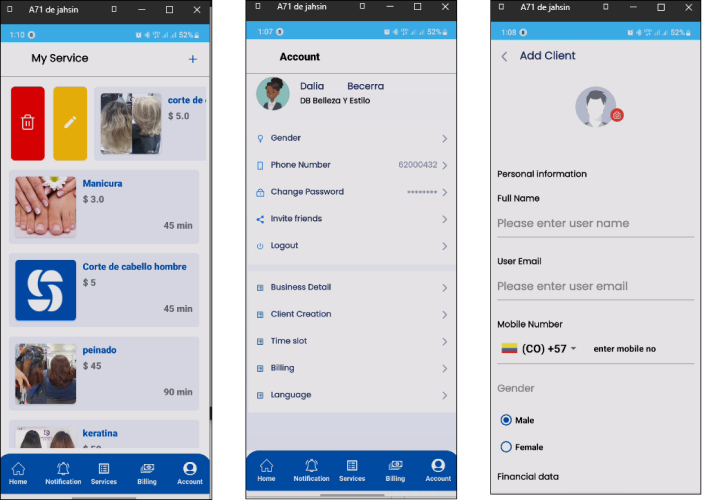 A71 de jahsin
1:10
52%
My Service
+
corte de
$ 5.0
Manicura
$ 3.0
45 min
Corte de cabello hombre
$ 5
45 min
peinado
$ 45
90 min
keratina
Home
Notification
Services
Billing
Account
A71 de jahsin
1:07
52%
Account
Dalia Becerra
DB Belleza Y Estilo
Gender
Phone Number 62000432
Change Password ********
Invite friends
Logout
Business Detail
Client Creation
Time slot
Billing
Language
Home
Notification
Services
Billing
Account
A71 de jahsin
1:08
52%
Add Client
Personal information
Full Name
Please enter user name
User Email
Please enter user email
Mobile Number
(CO) +57
enter mobile no
Gender
Male
Female
Financial data